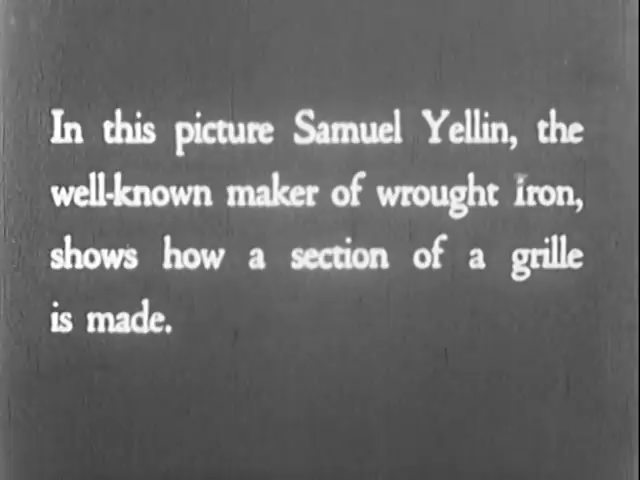 In this picture Samuel Yellin, the
well-known maker of wrought iron,
shows how a section of a grille
is made.